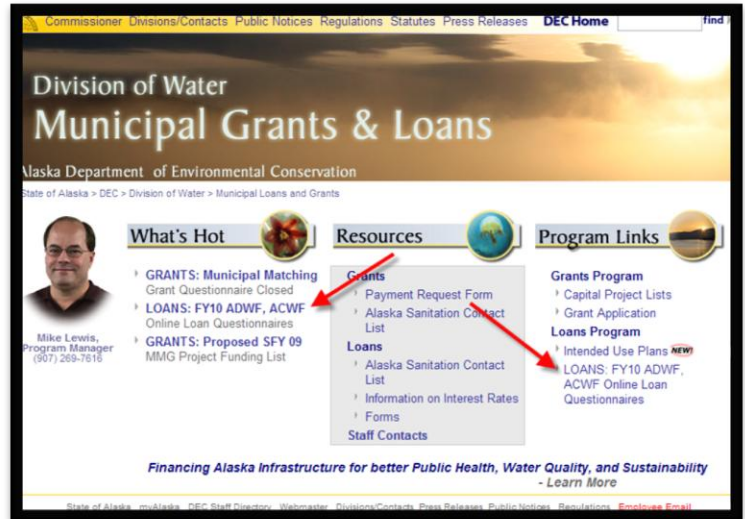 Commissioner Divisions/Contacts Public Notices Regulations Statutes Press Releases DEC Home find
Division of Water
Municipal Grants & Loans
Alaska Department of Environmental Conservation
State of Alaska > DEC > Division of Water > Municipal Loans and Grants
Mike Lewis,
Program Manager
(907) 269-7616
What's Hot
GRANTS: Municipal Matching
Grant Questionnaire Closed
LOANS: FY10 ADWF, ACWF
Online Loan Questionnaires
GRANTS: Proposed SFY 09
MMG Project Funding List
Resources
Grants
Payment Request Form
Alaska Sanitation Contact
List
Loans
Alaska Sanitation Contact
List
Information on Interest Rates
Forms
Staff Contacts
Program Links
Grants Program
Capital Project Lists
Grant Application
Loans Program
Intended Use Plans NEW!
LOANS: FY10 ADWF,
ACWF Online Loan
Questionnaires
Financing Alaska Infrastructure for better Public Health, Water Quality, and Sustainability
- Learn More
State of Alaska myAlaska DEC Staff Directory Webmaster Divisions/Contacts Press Releases Public Notices Regulations Employee Email